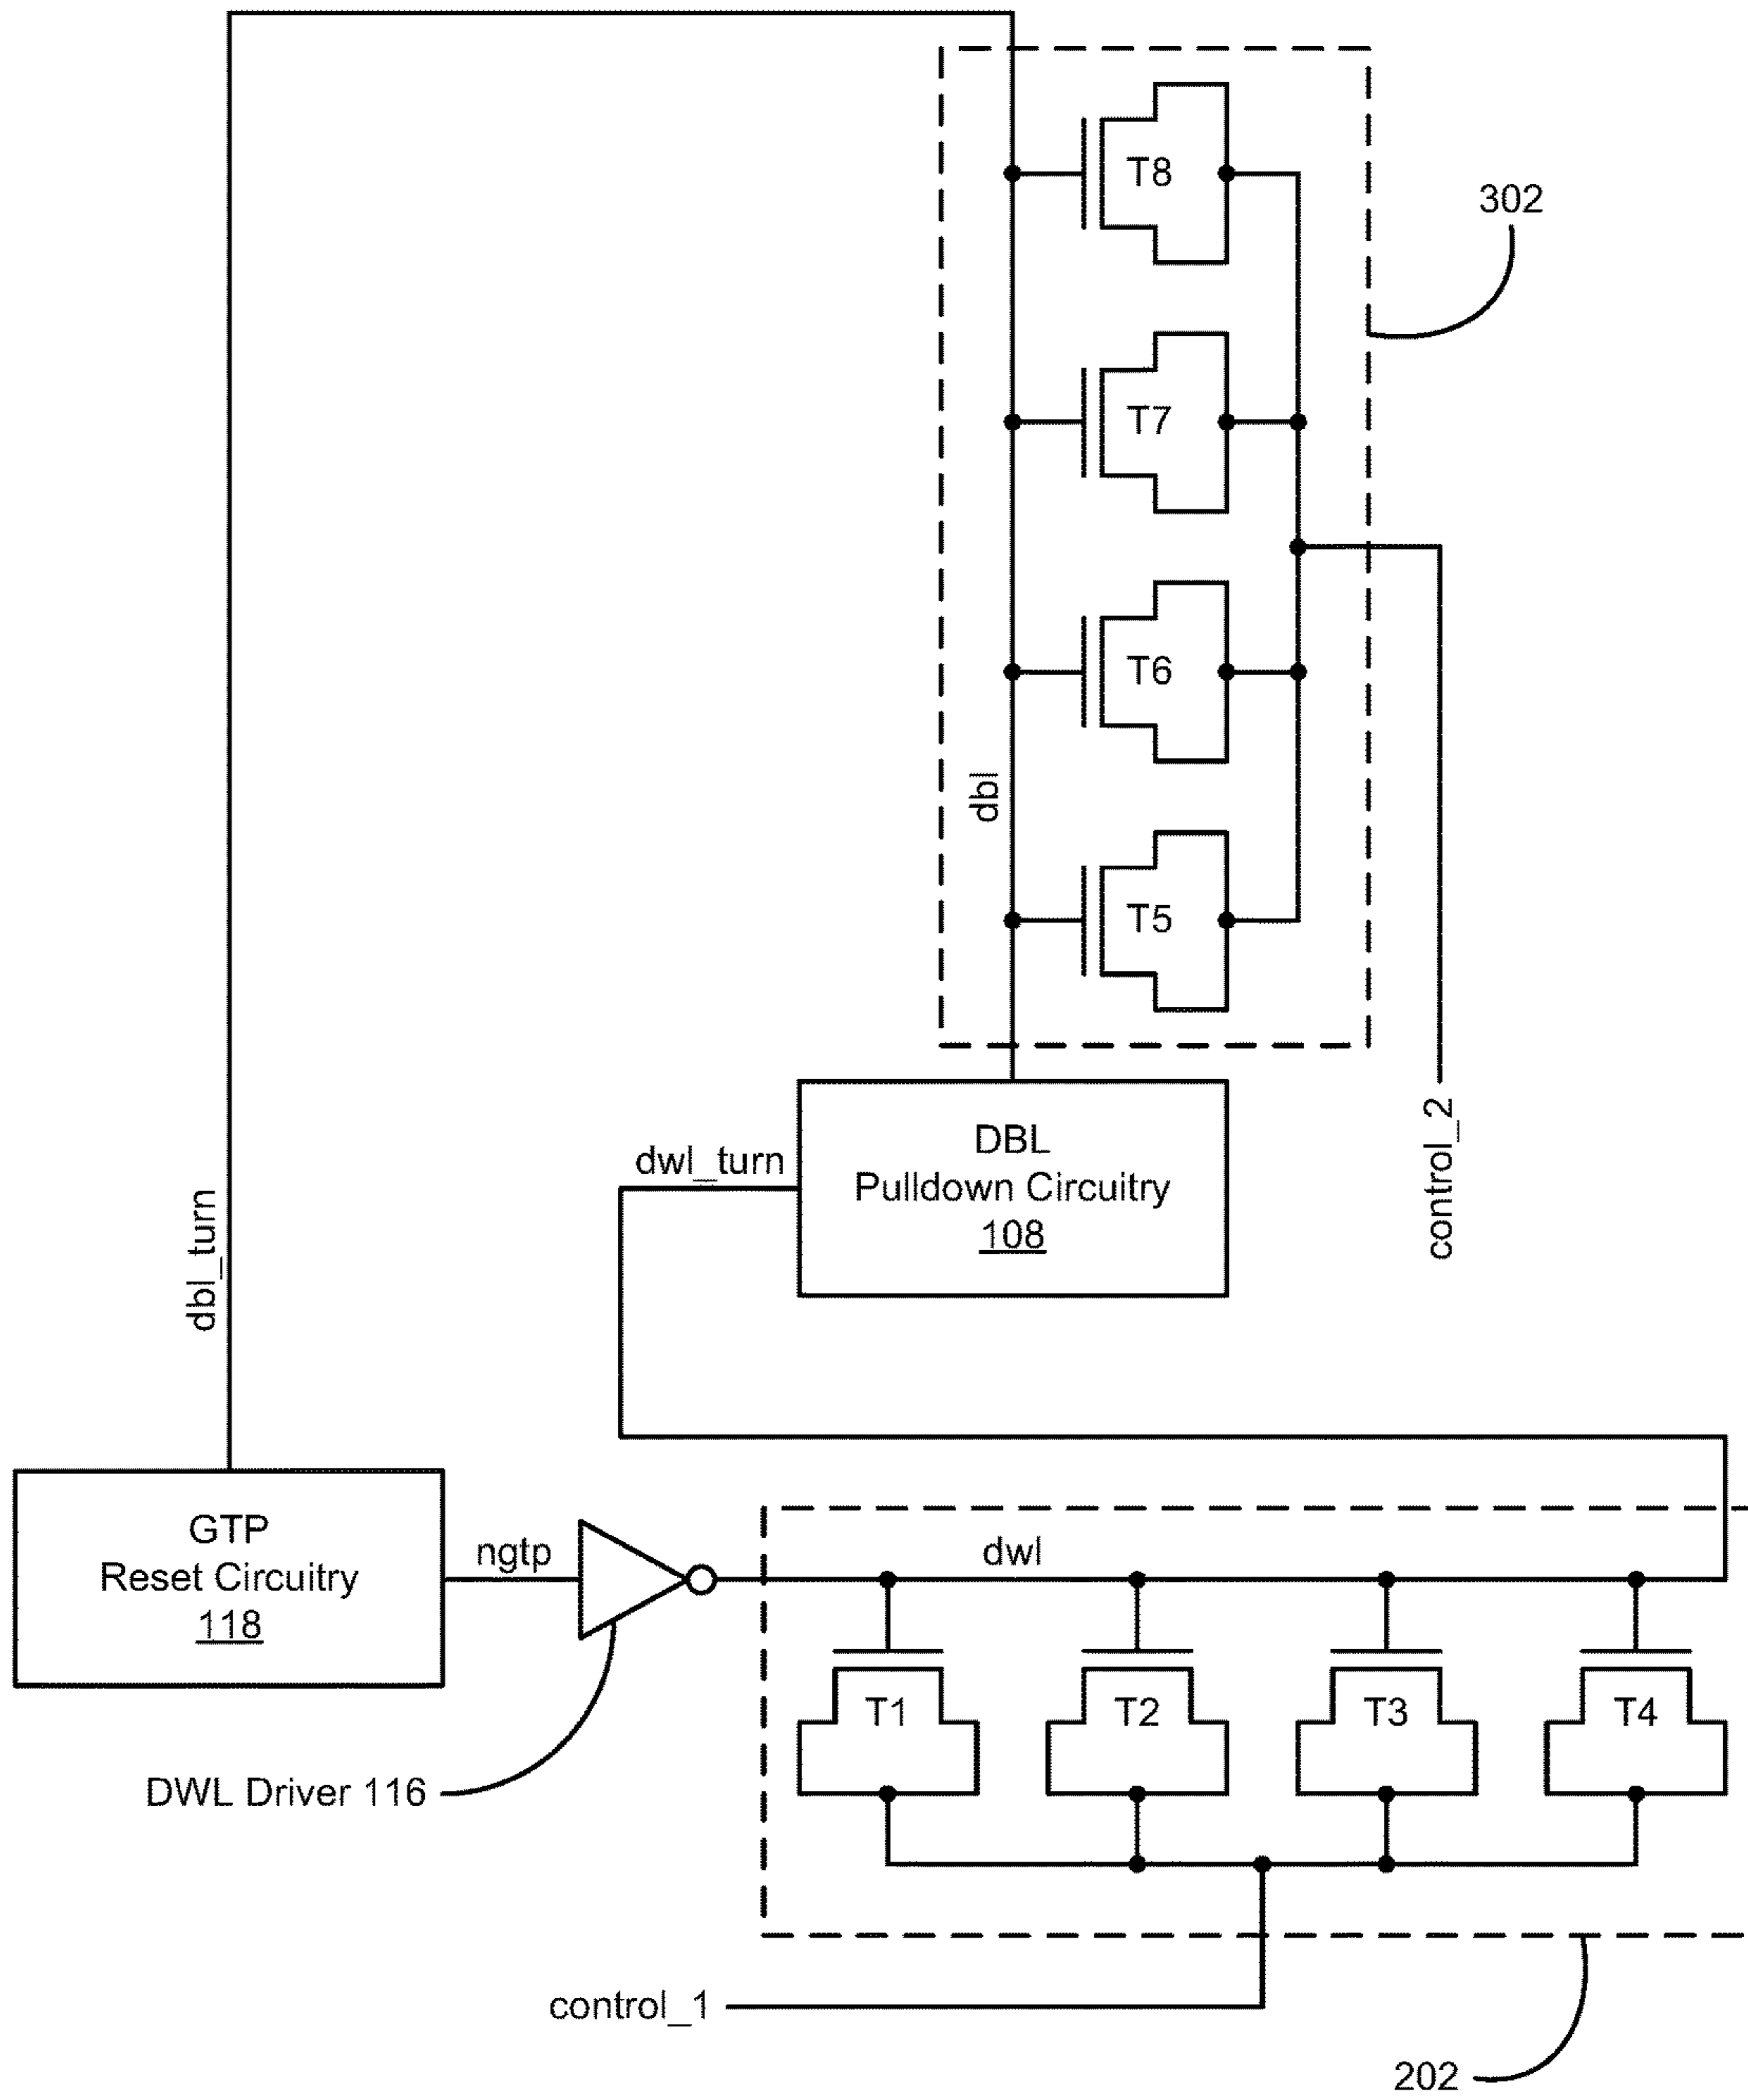 T8
302
T7
T6
dbl
T5
DBL
Pulldown Circuitry
108
dwl_turn
control_2
dbl_turn
GTP
Reset Circuitry
118
ngtp
dwl
T1
T2
T3
T4
DWL Driver 116
control_1
202